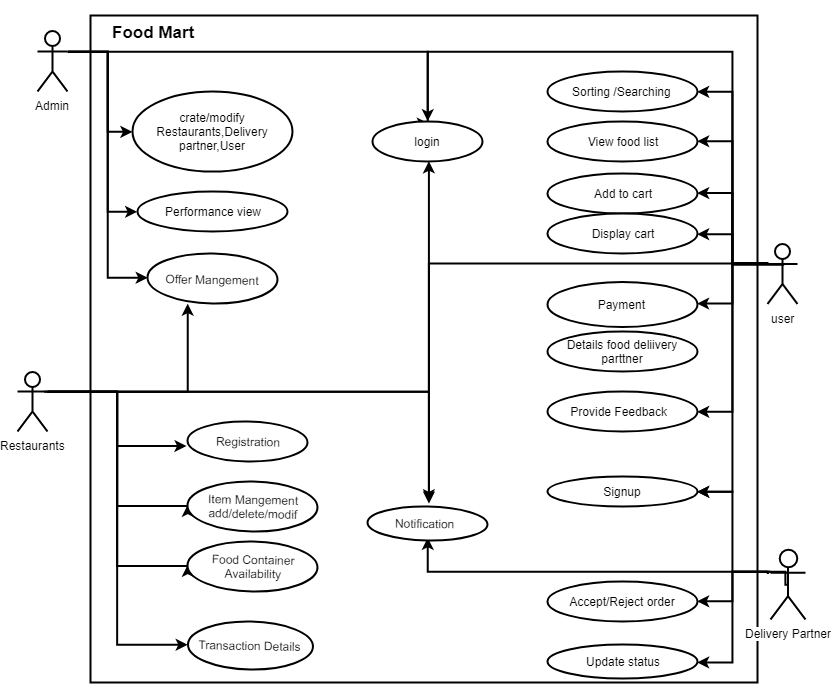 Food Mart
Admin
crate/modify
Restaurants,Delivery
partner,User
Performance view
Offer Mangement
login
Sorting /Searching
View food list
Add to cart
Display cart
user
Payment
Details food deliivery
parttner
Provide Feedback
Signup
Restaurants
Registration
Item Mangement
add/delete/modif
Food Container
Availability
Transaction Details
Notification
Accept/Reject order
Delivery Partner
Update status